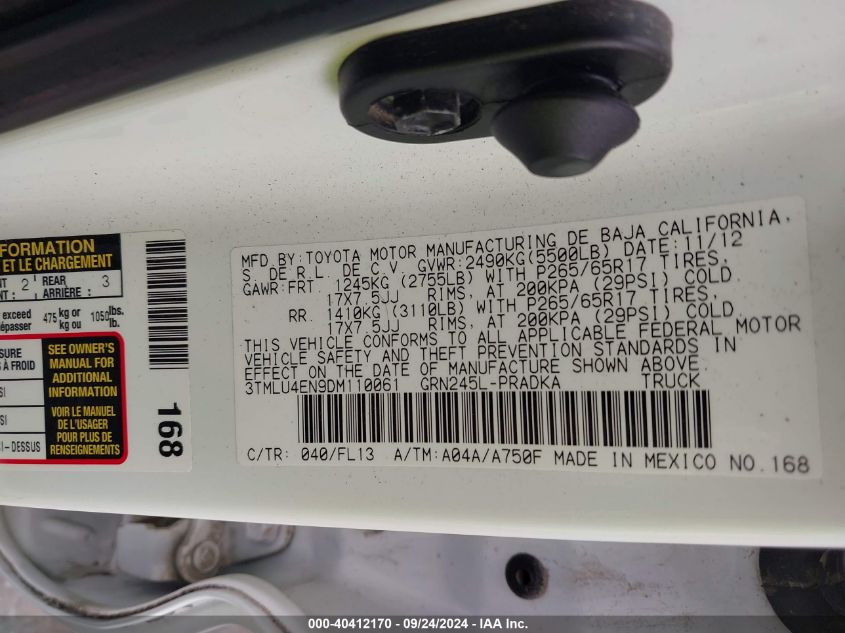 FORMATION
ET LE CHARGEMENT
NT 2 REAR 3
ANT: ARRIÈRE :
exceed 475 kg or 1050 lbs.
dépasser kg ou lb.
SURE
S À FROID
SI
SI
SI - DESSUS
SEE OWNER'S
MANUAL FOR
ADDITIONAL
INFORMATION
VOIR LE MANUEL
DE L'USAGER
POUR PLUS DE
RENSEIGNEMENTS
168
MFD. BY: TOYOTA MOTOR MANUFACTURING DE BAJA CALIFORNIA,
S. DE R.L. DE C.V. GVWR: 2490KG(5500LB) DATE: 11/12
GAWR: FRT. 1245KG (2755LB) WITH P265/65R17 TIRES,
17X7.5JJ RIMS, AT 200KPA (29PSI) COLD
RR. 1410KG (3110LB) WITH P265/65R17 TIRES,
17X7.5JJ RIMS, AT 200KPA (29PSI) COLD.
THIS VEHICLE CONFORMS TO ALL APPLICABLE FEDERAL MOTOR
VEHICLE SAFETY AND THEFT PREVENTION STANDARDS IN
EFFECT ON THE DATE OF MANUFACTURE SHOWN ABOVE.
3TMLU4EN9DM110061 GRN245L-PRADKA TRUCK
C/TR: 040/FL13 A/TM: A04A/A750F MADE IN MEXICO NO.168
000-40412170 / 09/24/2024 - IAA Inc.